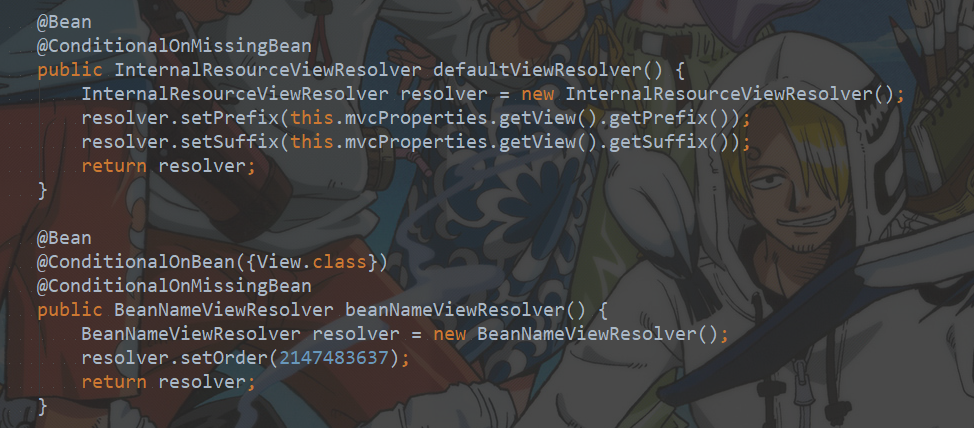 @Bean
@ConditionalOnMissingBean
public InternalResourceViewResolver defaultViewResolver() {
    InternalResourceViewResolver resolver = new InternalResourceViewResolver();
    resolver.setPrefix(this.mvcProperties.getView().getPrefix());
    resolver.setSuffix(this.mvcProperties.getView().getSuffix());
    return resolver;
}

@Bean
@ConditionalOnBean({View.class})
@ConditionalOnMissingBean
public BeanNameViewResolver beanNameViewResolver() {
    BeanNameViewResolver resolver = new BeanNameViewResolver();
    resolver.setOrder(2147483637);
    return resolver;
}